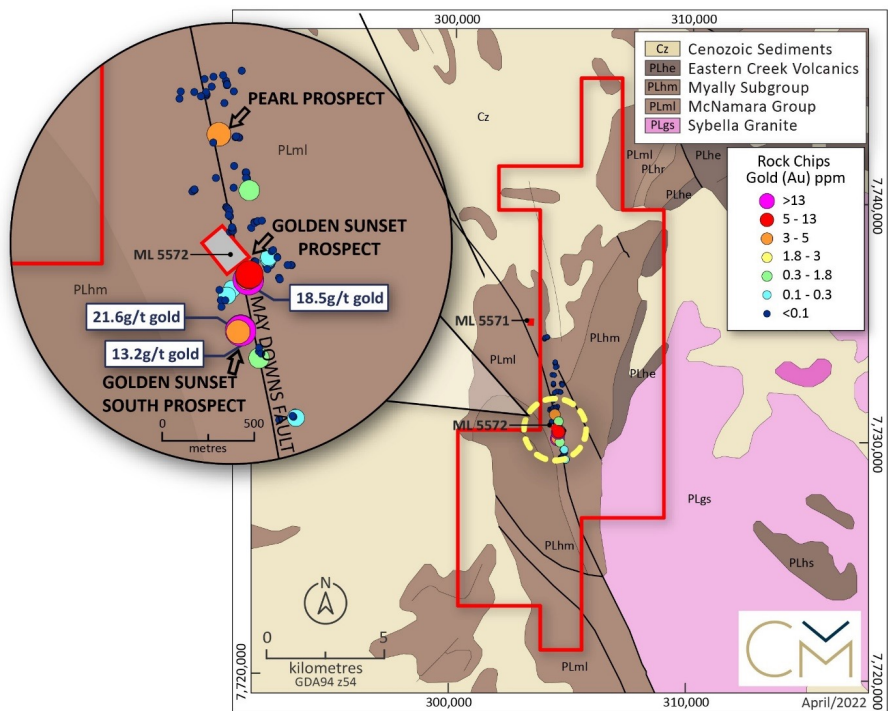 300,000
310,000
Cz Cenozoic Sediments
PLhe Eastern Creek Volcanics
PLhm Myally Subgroup
PLml McNamara Group
PLgs Sybella Granite
Rock Chips
Gold (Au) ppm
>13
5 - 13
3 - 5
1.8 - 3
0.3 - 1.8
0.1 - 0.3
<0.1
PEARL PROSPECT
PLml
GOLDEN SUNSET
PROSPECT
ML 5572
PLhm
18.5g/t gold
21.6g/t gold
13.2g/t gold
GOLDEN SUNSET
SOUTH PROSPECT
MAY DOWNS FAULT
0 500
metres
Cz
PLml
PLhr
PLhe
PLhe
7,740,000
ML 5571
PLml
PLhm
PLhe
ML 5572
7,730,000
PLgs
PLhm
PLhs
PLml
N
0 5
kilometres
GDA94 z54
7,720,000
7,720,000
CM
300,000
310,000
April/2022